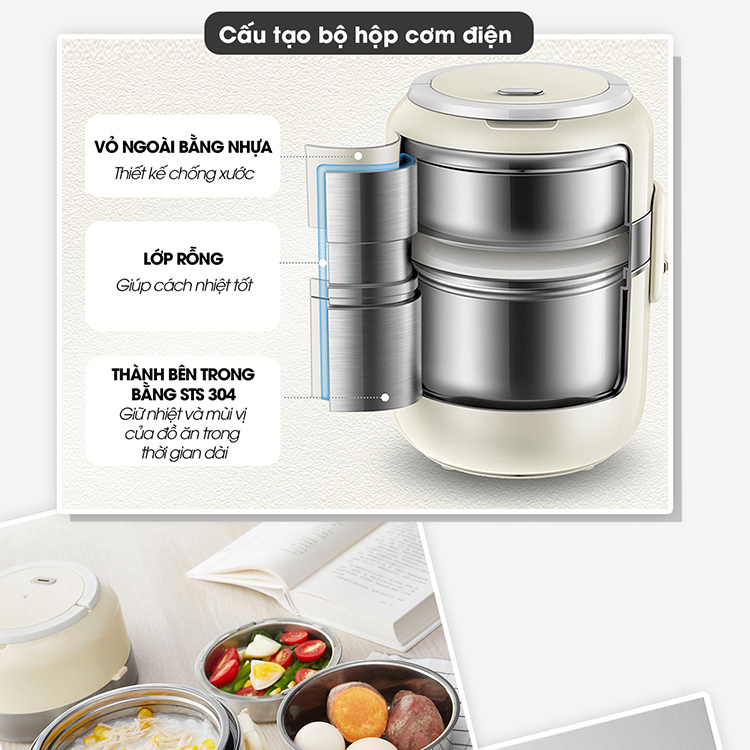 Cấu tạo bộ hộp cơm điện
VỎ NGOÀI BẰNG NHỰA
Thiết kế chống xước
LỚP RỖNG
Giúp cách nhiệt tốt
THÀNH BÊN TRONG
BẰNG STS 304
Giữ nhiệt và mùi vị
của đồ ăn trong
thời gian dài